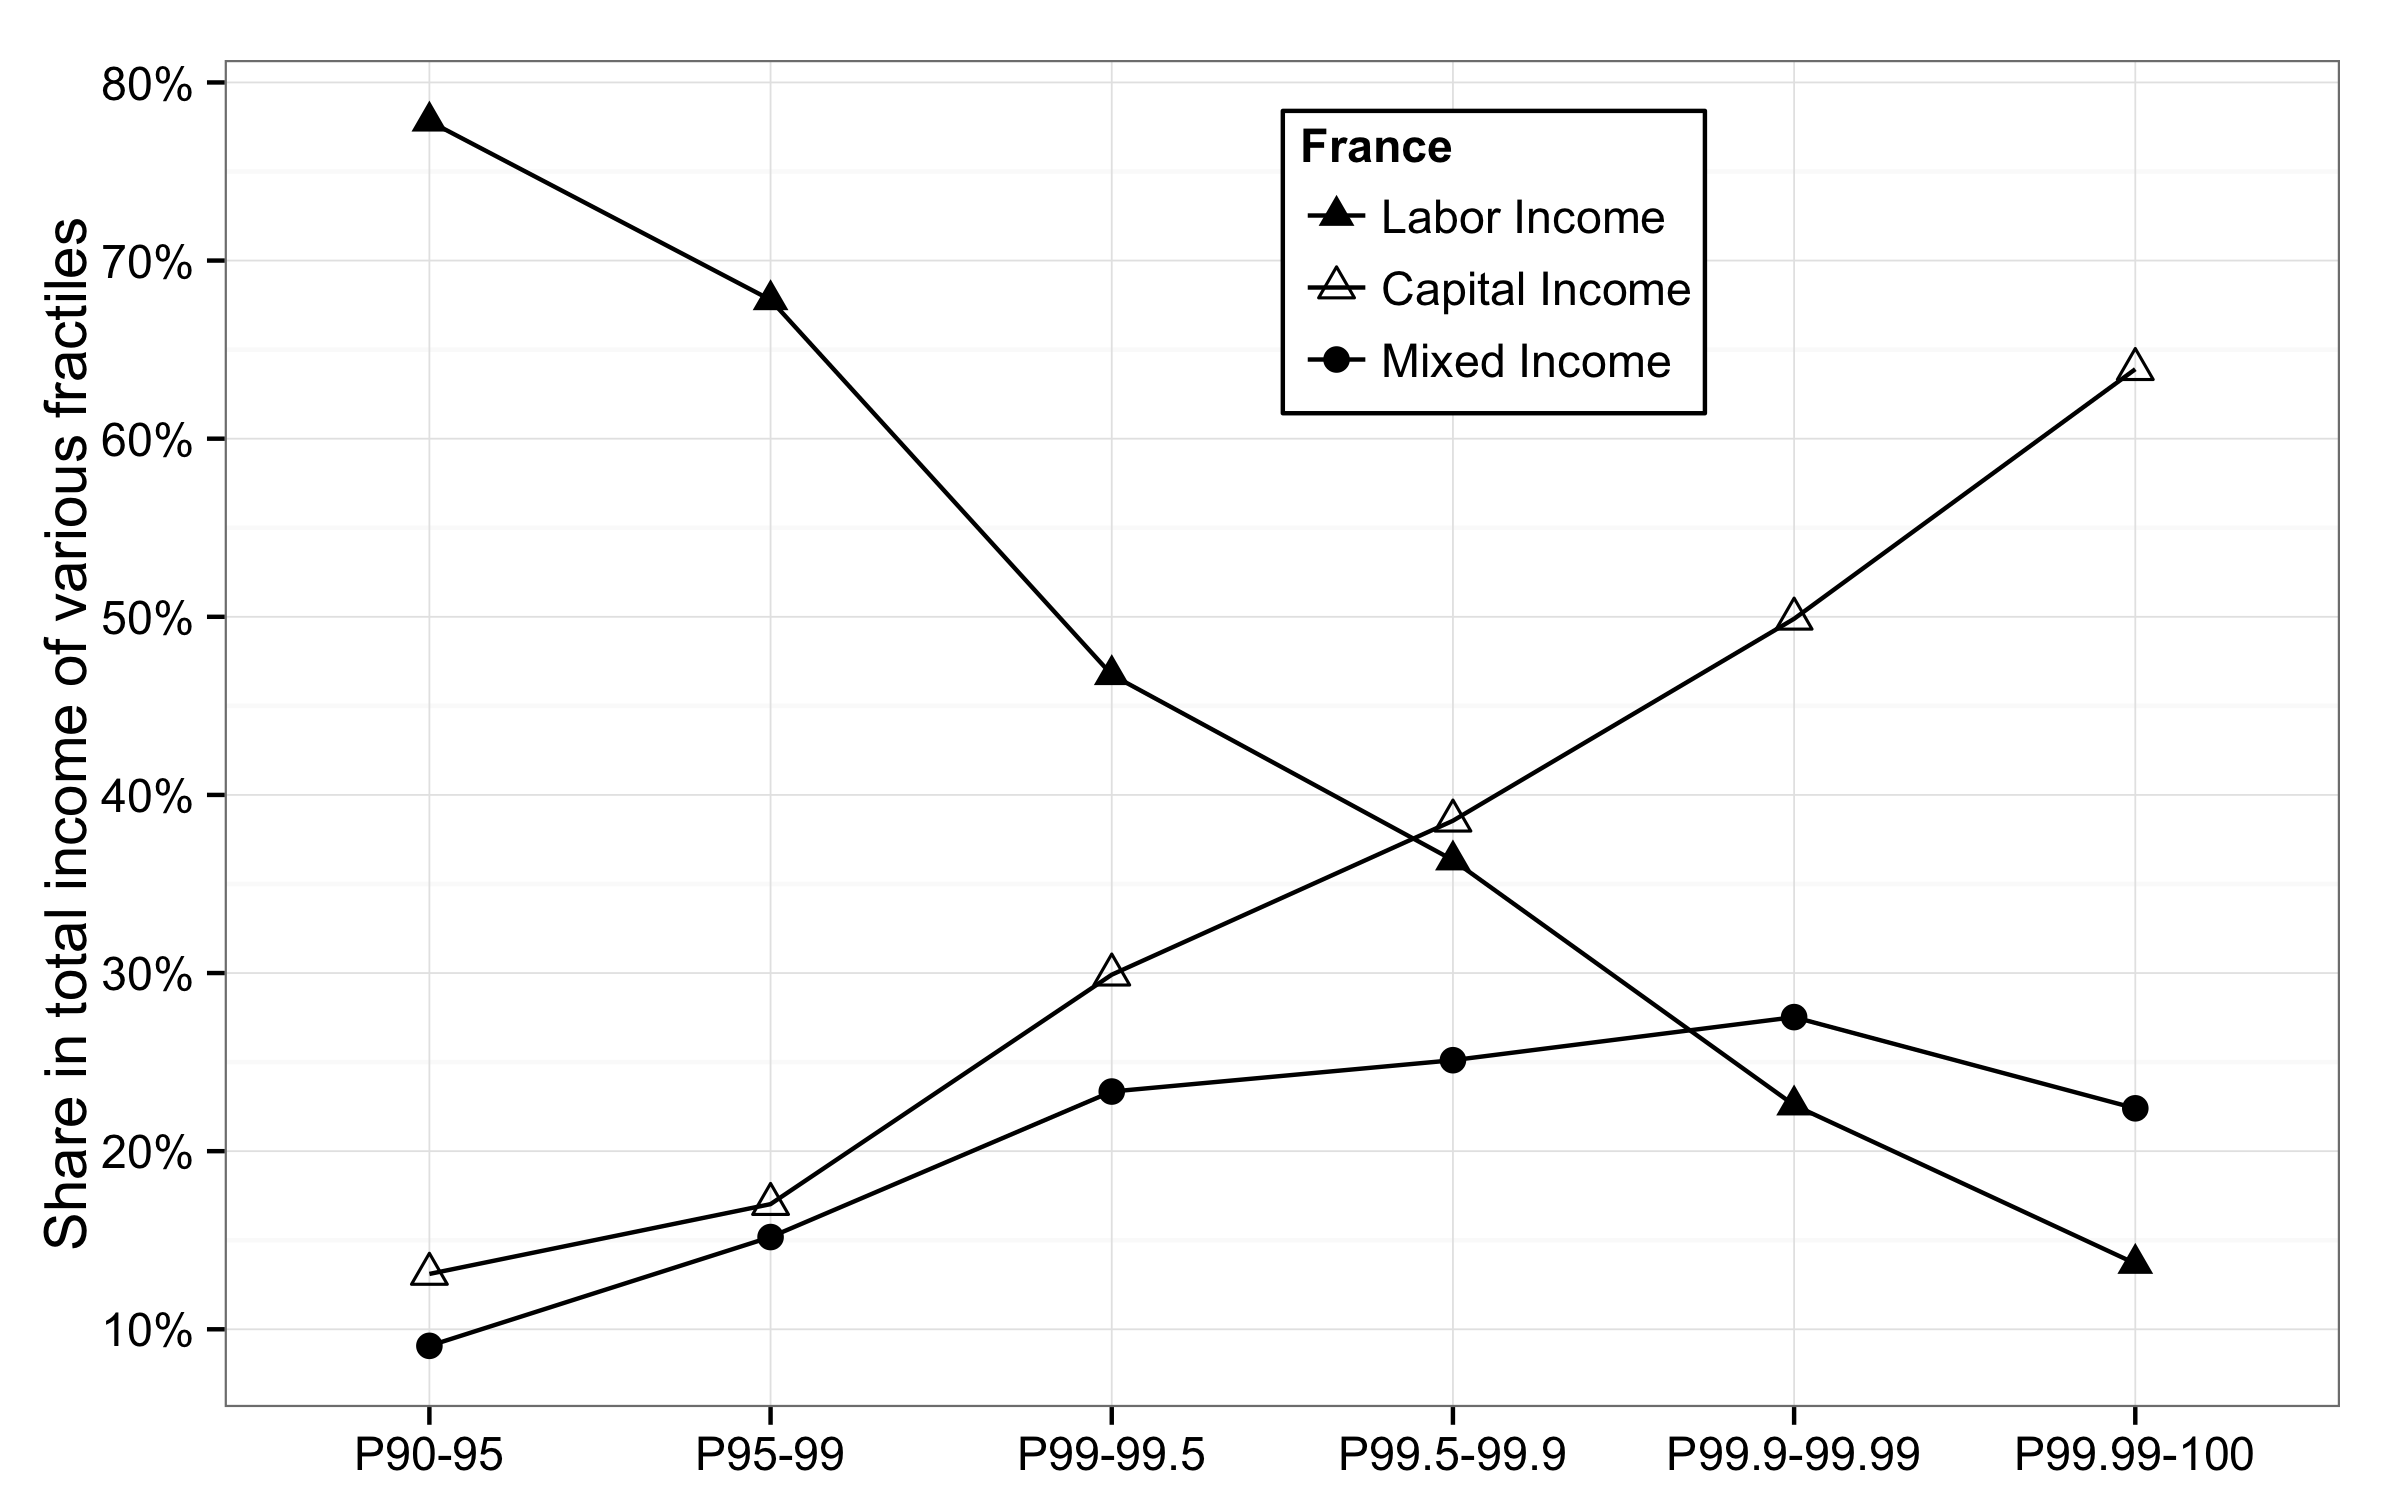 Share in total income of various fractiles
80%
70%
60%
50%
40%
30%
20%
10%
France
Labor Income
Capital Income
Mixed Income
P90-95
P95-99
P99-99.5
P99.5-99.9
P99.9-99.99
P99.99-100